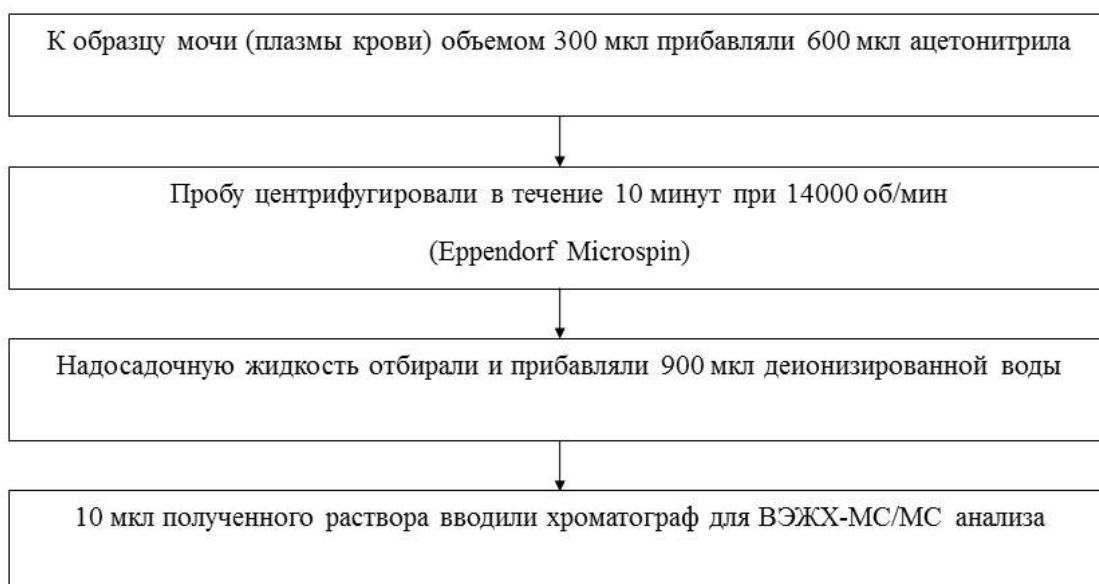 К образцу мочи (плазмы крови) объемом 300 мкл прибавляли 600 мкл ацетонитрила
Пробу центрифугировали в течение 10 минут при 14000 об/мин
(Eppendorf Microspin)
Надосадочную жидкость отбирали и прибавляли 900 мкл деионизированной воды
10 мкл полученного раствора вводили хроматограф для ВЭЖХ-МС/МС анализа